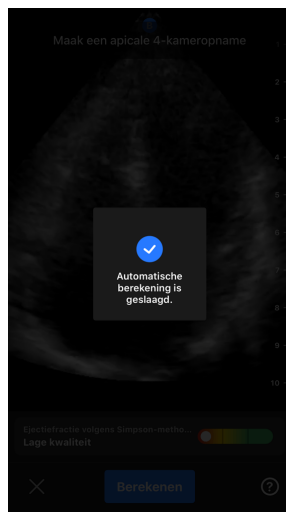 Maak een apicale 4-kameropname
2
3
4
5
6
7
8
9
10
Automatische
berekening is
geslaagd.
Ejectiefractie volgens Simpson-metho...
Lage kwaliteit
Berekenen
?